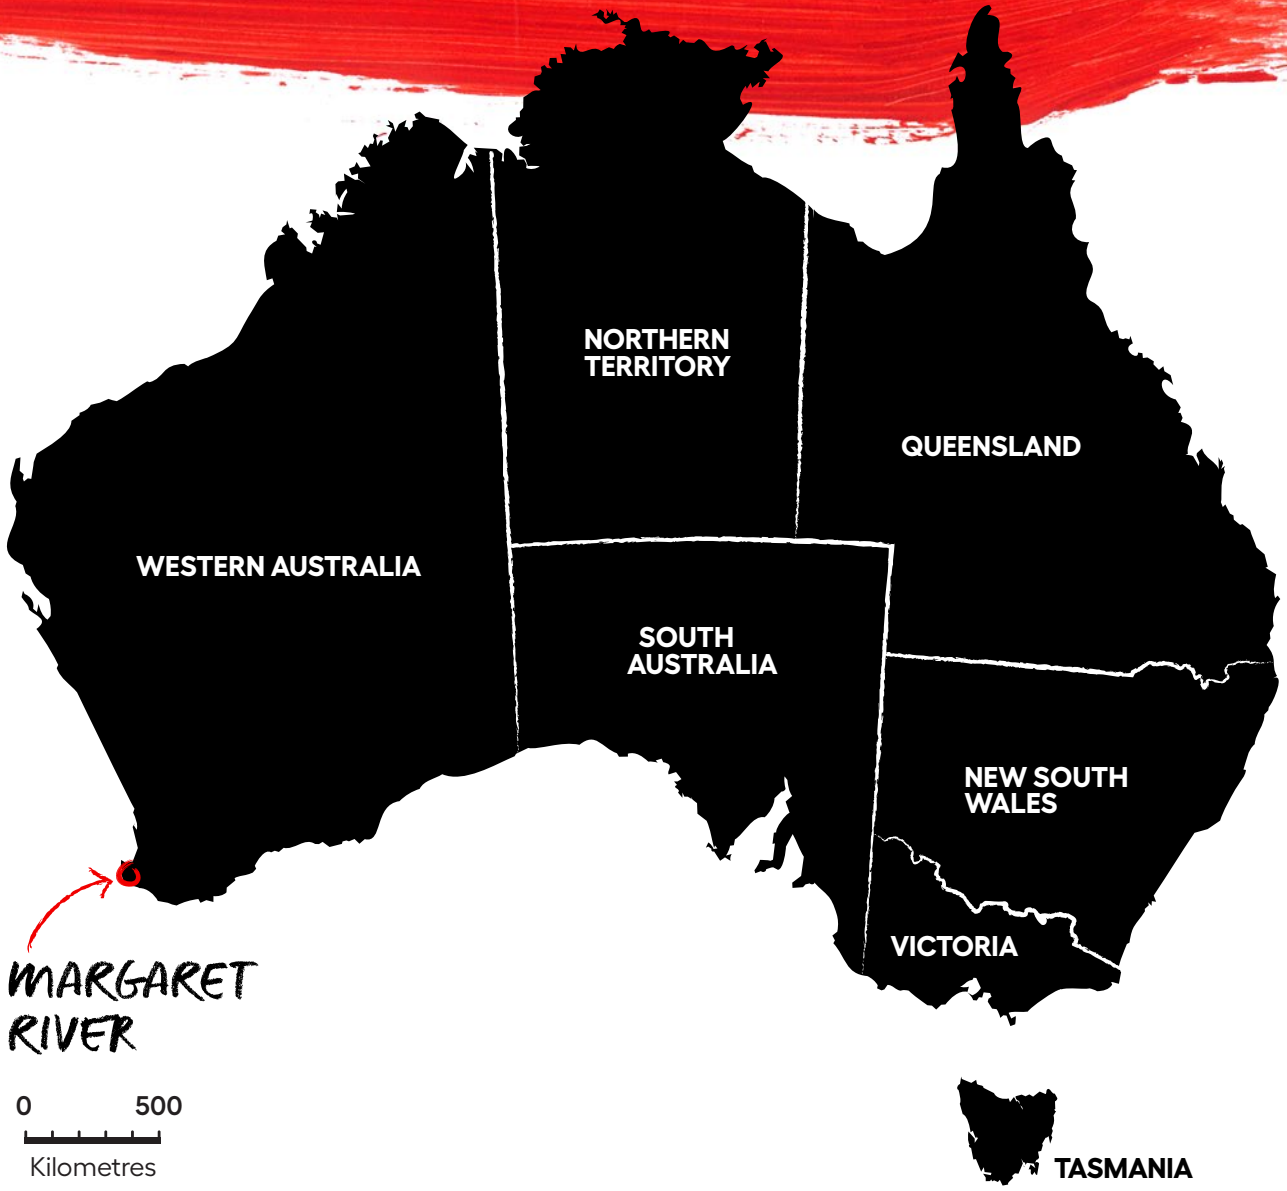 NORTHERN
TERRITORY
QUEENSLAND
WESTERN AUSTRALIA
SOUTH
AUSTRALIA
NEW SOUTH
WALES
VICTORIA
MARGARET
RIVER
0 500
Kilometres
TASMANIA